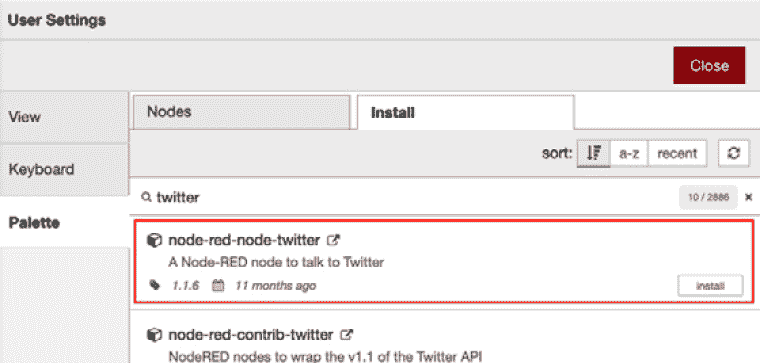 User Settings
Close
View
Keyboard
Palette
Nodes
Install
sort: a-z recent
twitter 10 / 2886
node-red-node-twitter
A Node-RED node to talk to Twitter
1.1.6 11 months ago install
node-red-contrib-twitter
NodeRED nodes to wrap the v1.1 of the Twitter API